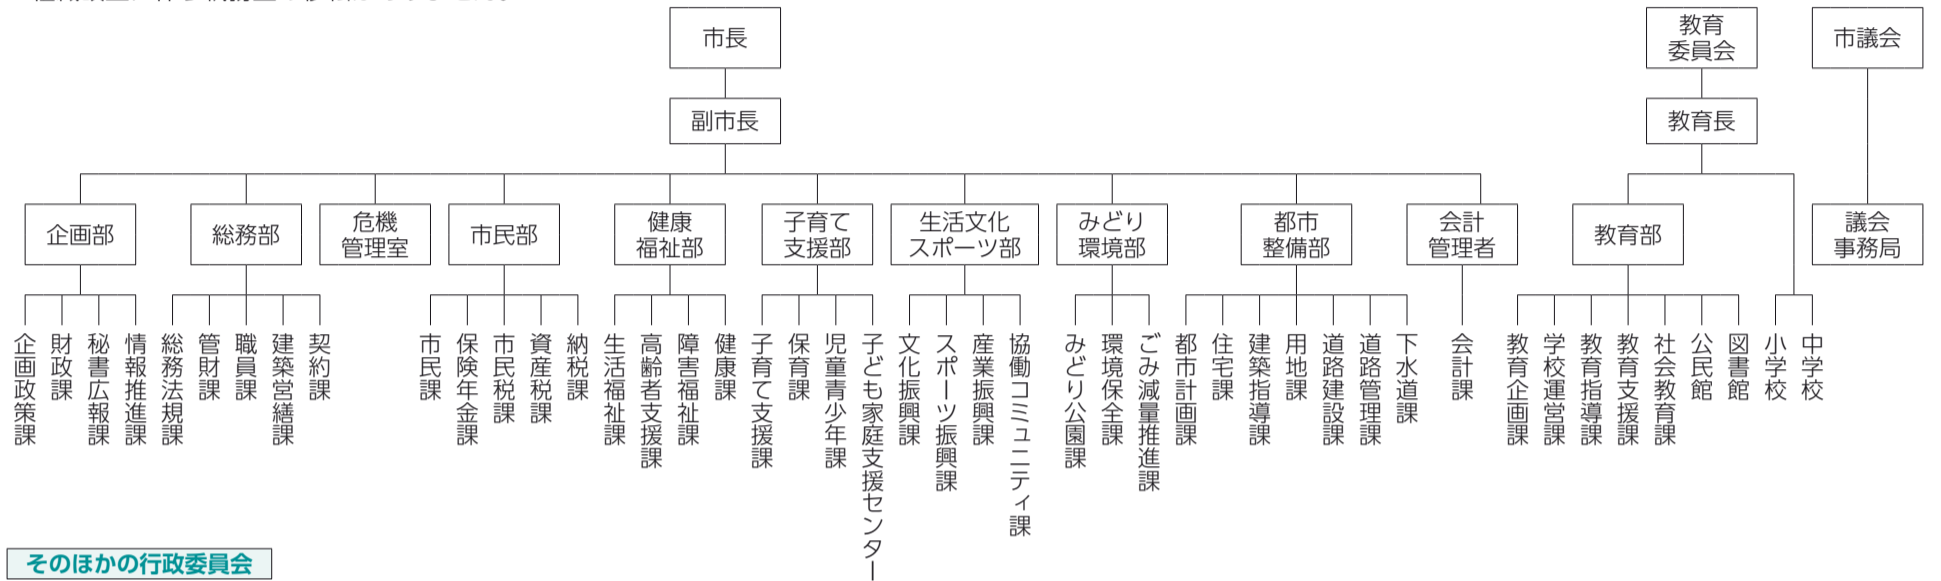 市長
教育
委員会
市議会
副市長
教育長
企画部
総務部
危機
管理室
市民部
健康
福祉部
子育て
支援部
生活文化
スポーツ部
みどり
環境部
都市
整備部
会計
管理者
教育部
議会
事務局
企画政策課
財政課
秘書広報課
情報推進課
総務法規課
管財課
職員課
建築営繕課
契約課
市民課
保険年金課
市民税課
資産税課
納税課
生活福祉課
高齢者支援課
障害福祉課
健康課
子育て支援課
保育課
児童青少年課
子ども家庭支援センター
文化振興課
スポーツ振興課
産業振興課
協働コミュニティ課
みどり公園課
環境保全課
ごみ減量推進課
都市計画課
住宅課
建築指導課
用地課
道路建設課
道路管理課
下水道課
会計課
教育企画課
学校運営課
教育指導課
教育支援課
社会教育課
公民館
図書館
小学校
中学校
そのほかの行政委員会